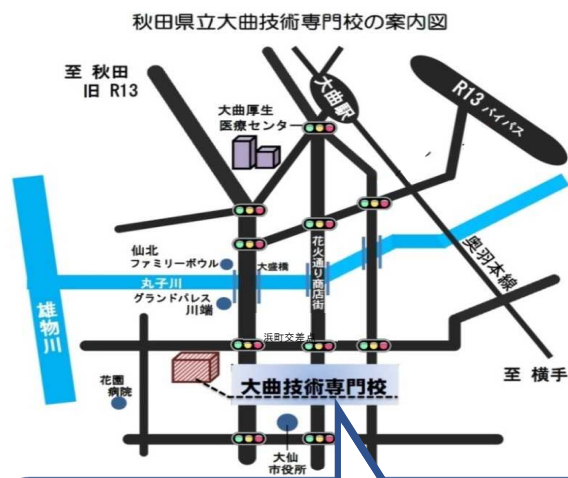 秋田県立大曲技術専門校の案内図
至 秋田
旧 R13
大曲厚生
医療センター
大曲駅
R13 バイパス
仙北
ファミリーボウル
大盛橋
花火通り商店街
丸子川
グランドパレス
川端
奥羽本線
雄物川
浜町交差点
至 横手
花園
病院
大曲技術専門校
大仙
市役所